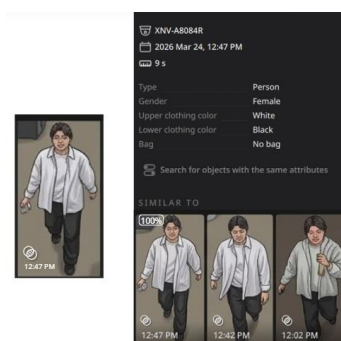 XNV-A8084R
2026 Mar 24, 12:47 PM
9 s
Type Person
Gender Female
Upper clothing color White
Lower clothing color Black
Bag No bag
Search for objects with the same attributes
SIMILAR TO
100%
12:47 PM
12:47 PM 12:42 PM 12:02 PM